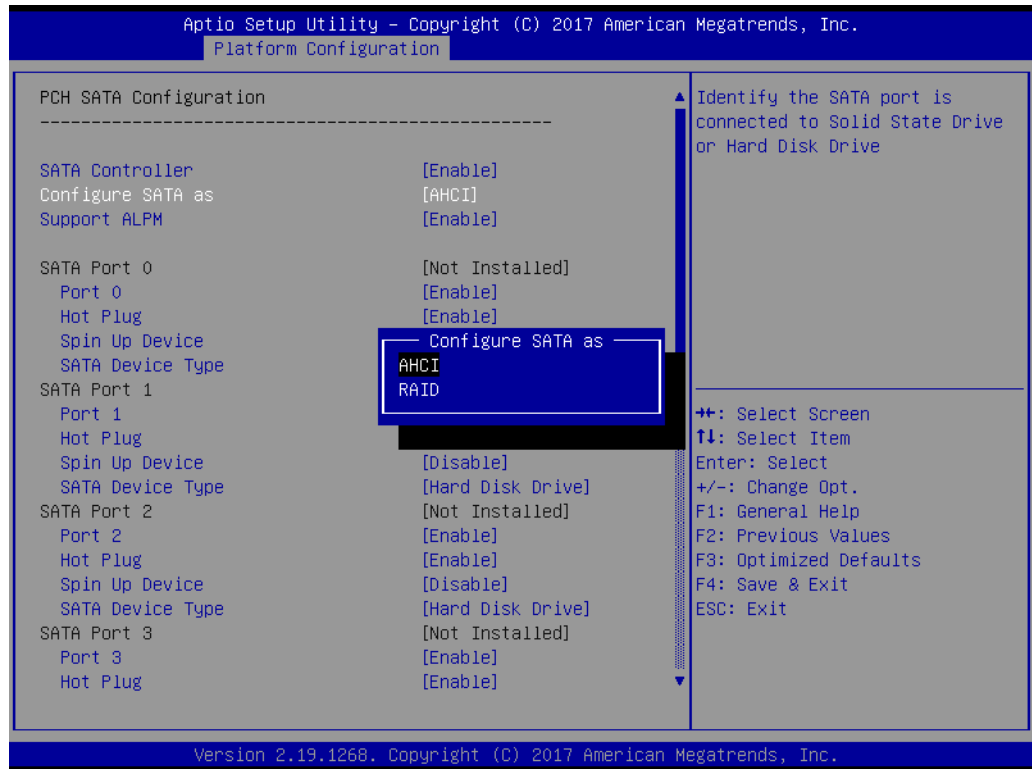 Aptio Setup Utility – Copyright (C) 2017 American Megatrends, Inc.
Platform Configuration
PCH SATA Configuration
--------------------------------------------------
SATA Controller [Enable]
Configure SATA as [AHCI]
Support ALPM [Enable]
SATA Port 0 [Not Installed]
Port 0 [Enable]
Hot Plug [Enable]
Spin Up Device
SATA Device Type
SATA Port 1
Port 1
Hot Plug
Spin Up Device [Disable]
SATA Device Type [Hard Disk Drive]
SATA Port 2 [Not Installed]
Port 2 [Enable]
Hot Plug [Enable]
Spin Up Device [Disable]
SATA Device Type [Hard Disk Drive]
SATA Port 3 [Not Installed]
Port 3 [Enable]
Hot Plug [Enable]
Configure SATA as
AHCI
RAID
Identify the SATA port is
connected to Solid State Drive
or Hard Disk Drive
→←: Select Screen
↑↓: Select Item
Enter: Select
+/-: Change Opt.
F1: General Help
F2: Previous Values
F3: Optimized Defaults
F4: Save & Exit
ESC: Exit
Version 2.19.1268. Copyright (C) 2017 American Megatrends, Inc.